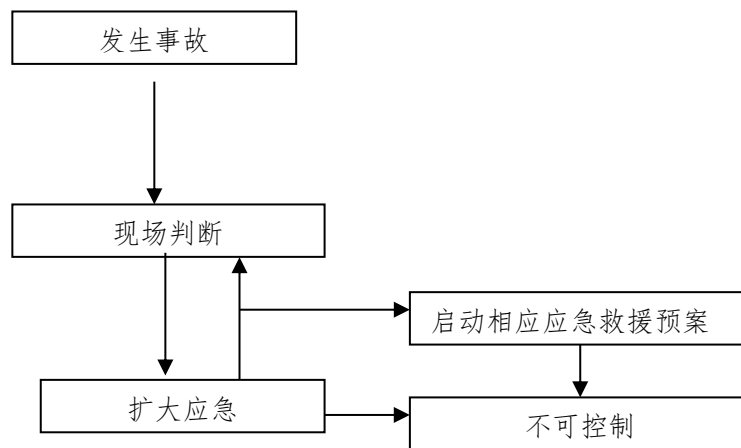 发生事故
现场判断
启动相应应急救援预案
扩大应急
不可控制